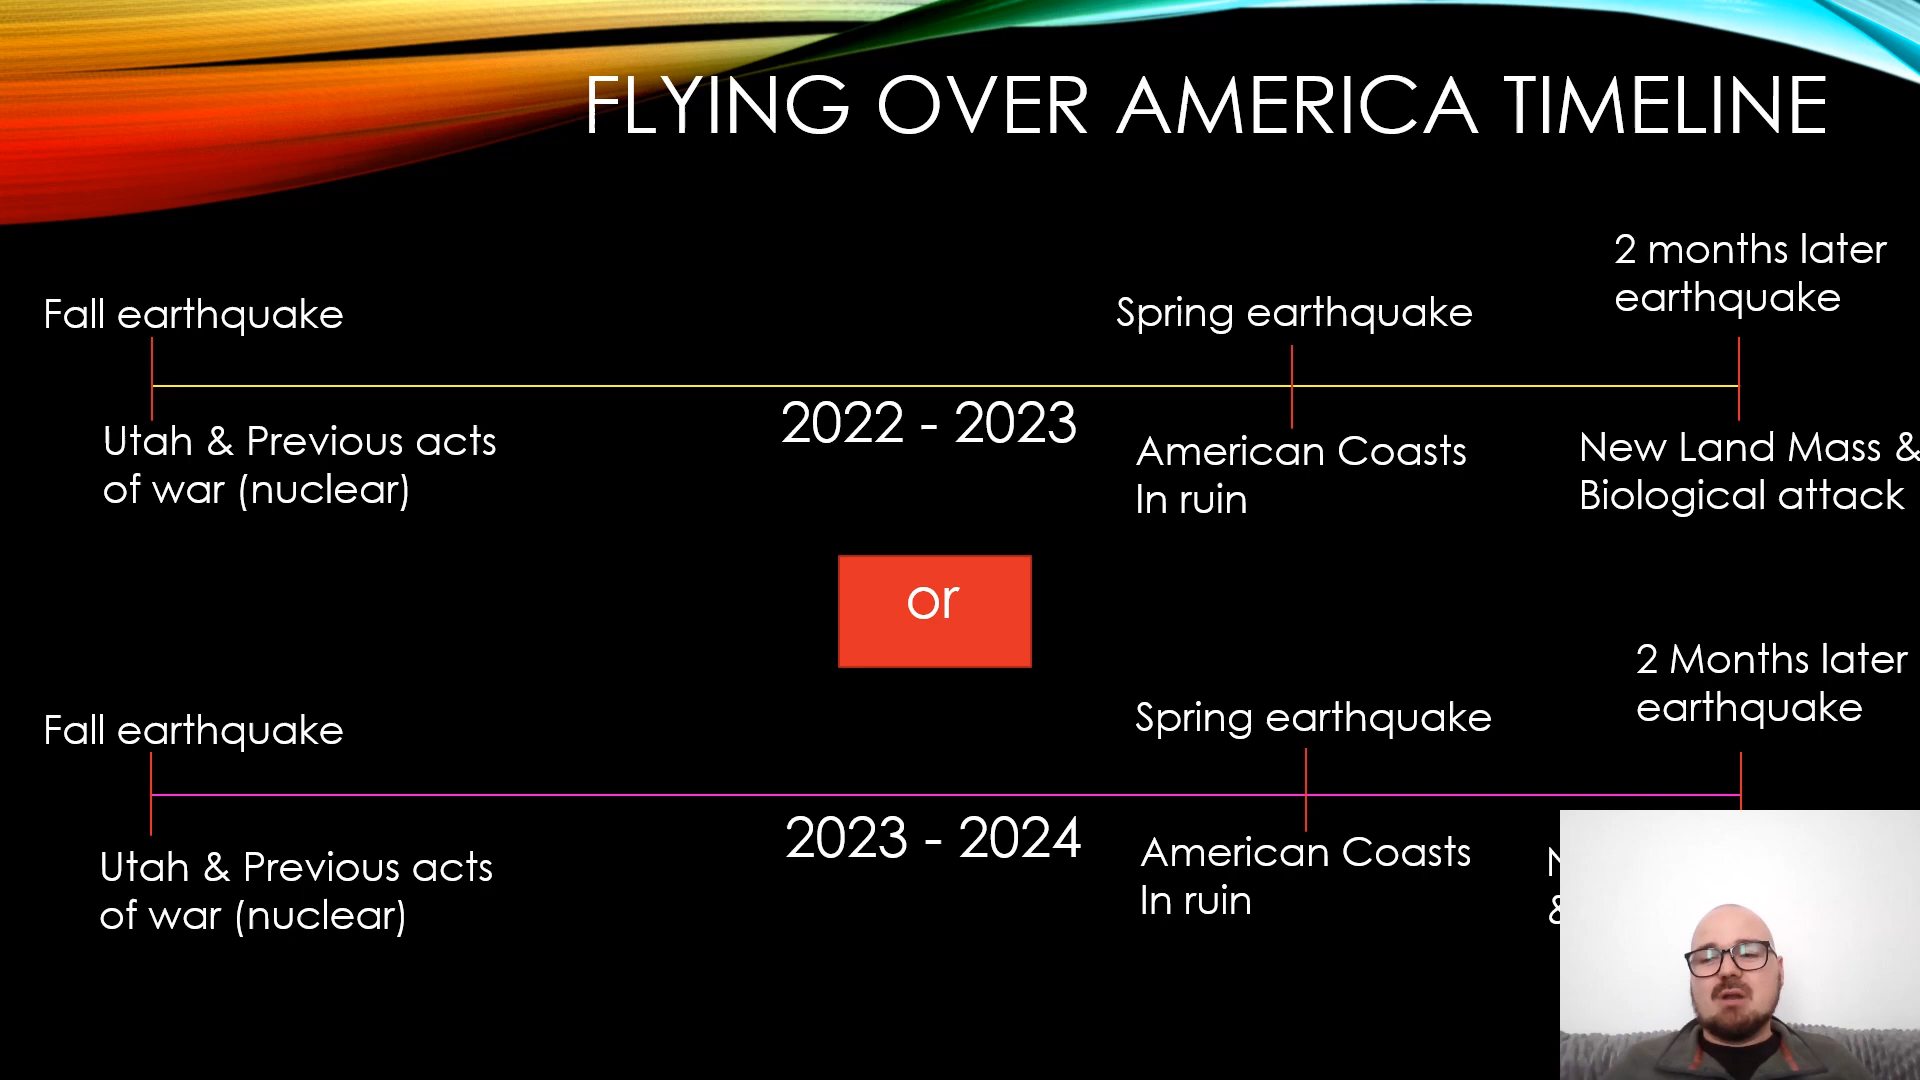 FLYING OVER AMERICA TIMELINE
2 months later
earthquake
Fall earthquake
Spring earthquake
2022 - 2023
Utah & Previous acts
of war (nuclear)
American Coasts
In ruin
New Land Mass &
Biological attack
or
2 Months later
earthquake
Fall earthquake
Spring earthquake
2023 - 2024
Utah & Previous acts
of war (nuclear)
American Coasts
In ruin
&